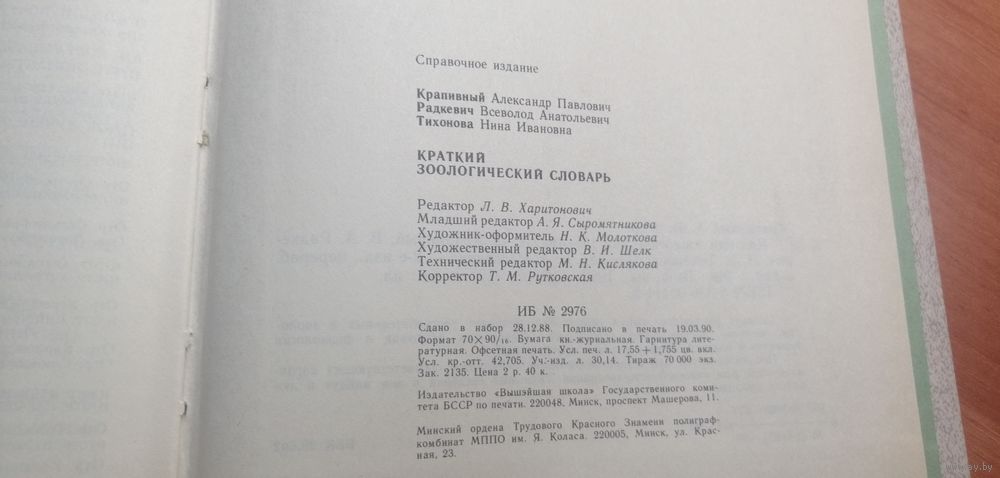 Справочное издание
Крапивный Александр Павлович
Радкевич Всеволод Анатольевич
Тихонова Нина Ивановна
КРАТКИЙ
ЗООЛОГИЧЕСКИЙ СЛОВАРЬ
Редактор Л. В. Харитонович
Младший редактор А. Я. Сыромятникова
Художник-оформитель Н. К. Молоткова
Художественный редактор В. И. Шелк
Технический редактор М. Н. Кислякова
Корректор Т. М. Рутковская
ИБ № 2976
Сдано в набор 28.12.88. Подписано в печать 19.03.90.
Формат 70×90/16. Бумага кн.-журнальная. Гарнитура лите-
ратурная. Офсетная печать. Усл. печ. л. 17,55+1,755 цв. вкл.
Усл. кр.-отт. 42,705. Уч.-изд. л. 30,14. Тираж 70 000 экз.
Зак. 2135. Цена 2 р. 40 к.
Издательство «Вышэйшая школа» Государственного коми-
тета БССР по печати. 220048, Минск, проспект Машерова, 11.
Минский ордена Трудового Красного Знамени полиграф-
комбинат МППО им. Я. Коласа. 220005, Минск, ул. Крас-
ная, 23.